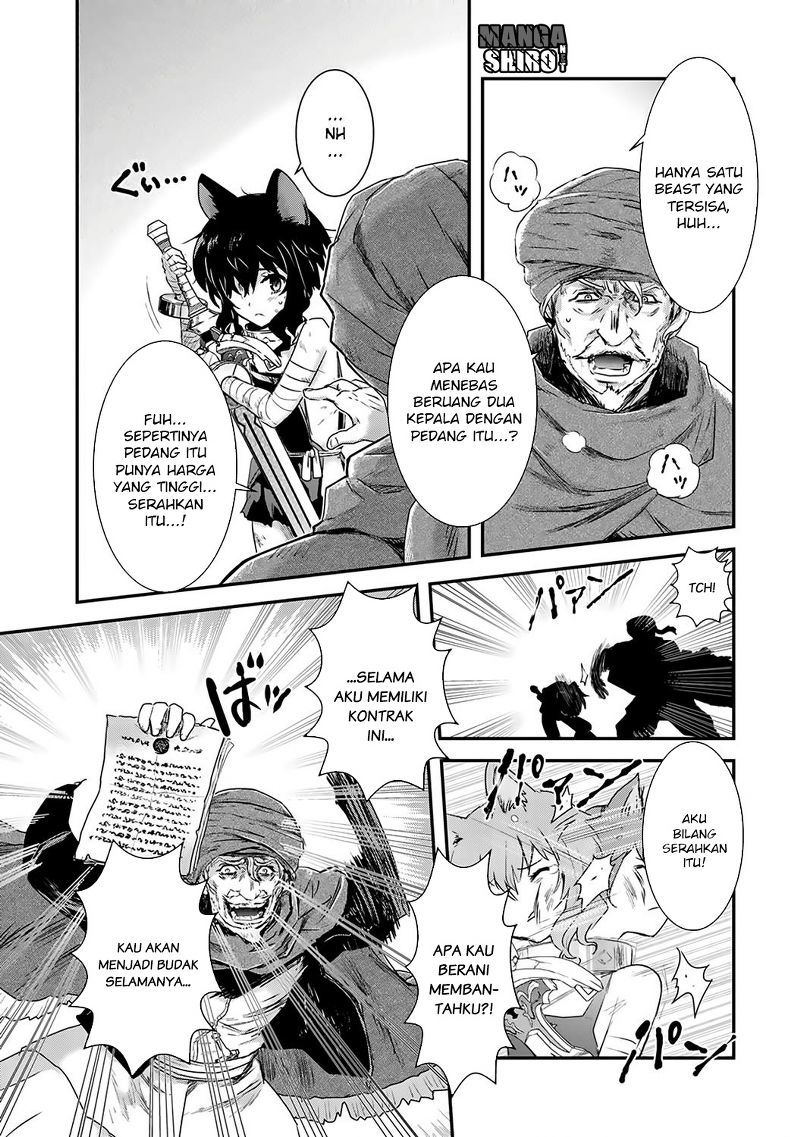 MANGA
SHIRO
NET
HANYA SATU
BEAST YANG
TERSISA,
HUH...
ハッ
ハッ
...
NH
...
ぐぃ...
APA KAU
MENEBAS
BERUANG DUA
KEPALA DENGAN
PEDANG ITU...?
FUH...
SEPERTINYA
PEDANG ITU
PUNYA HARGA
YANG TINGGI...
SERAHKAN
ITU...!
TCHI
パァン
AKU
BILANG
SERAHKAN
ITU!
パァン
パン
APA KAU
BERANI
MEMBAN-
TAHKU?!
...SELAMA
AKU MEMILIKI
KONTRAK
INI...
バッ
KAU AKAN
MENJADI BUDAK
SELAMANYA...